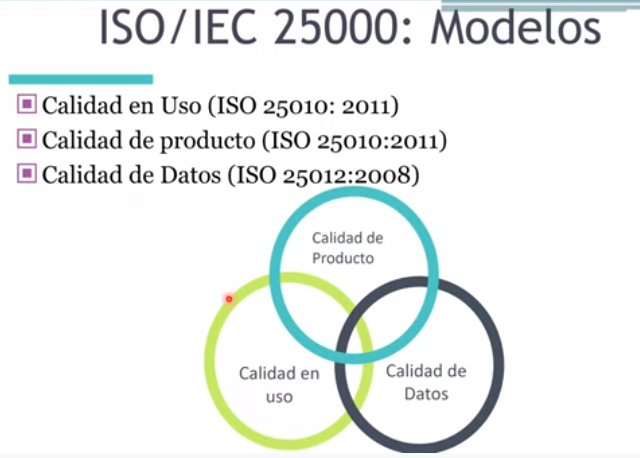 ISO/IEC 25000: Modelos
Calidad en Uso (ISO 25010: 2011)
Calidad de producto (ISO 25010:2011)
Calidad de Datos (ISO 25012:2008)
Calidad de
Producto
Calidad en
uso
Calidad de
Datos